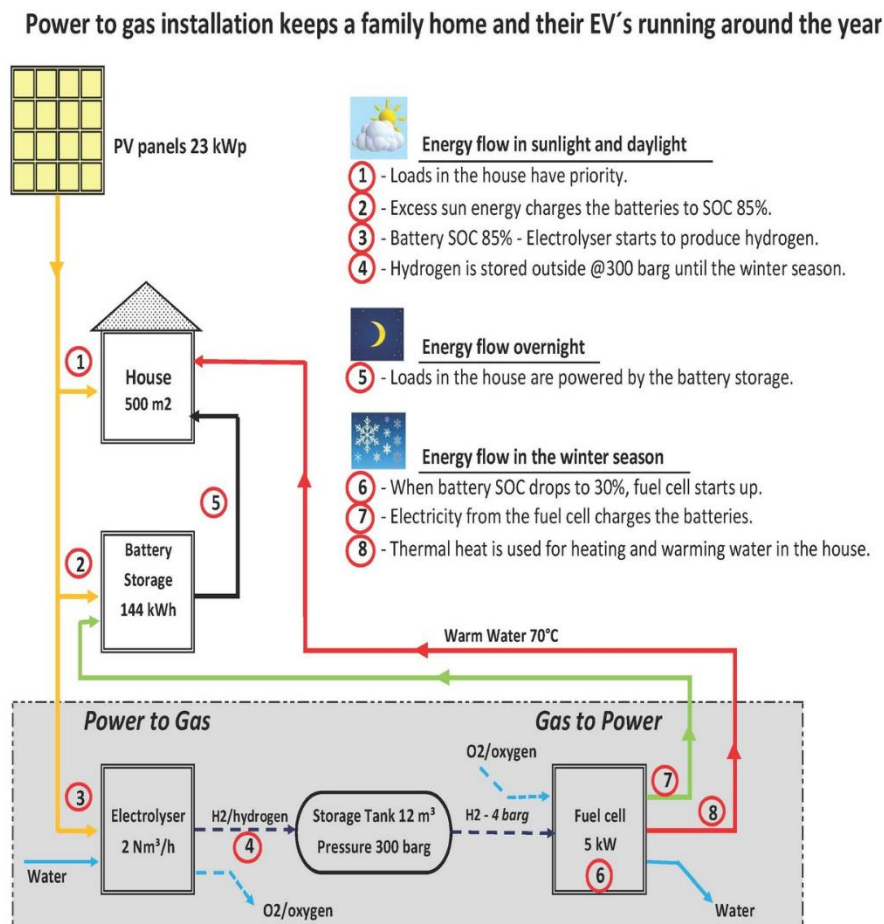 Power to gas installation keeps a family home and their EV´s running around the year
PV panels 23 kWp
Energy flow in sunlight and daylight
1 - Loads in the house have priority.
2 - Excess sun energy charges the batteries to SOC 85%.
3 - Battery SOC 85% - Electrolyser starts to produce hydrogen.
4 - Hydrogen is stored outside @300 barg until the winter season.
Energy flow overnight
5 - Loads in the house are powered by the battery storage.
Energy flow in the winter season
6 - When battery SOC drops to 30%, fuel cell starts up.
7 - Electricity from the fuel cell charges the batteries.
8 - Thermal heat is used for heating and warming water in the house.
1
House
500 m2
5
2
Battery
Storage
144 kWh
Warm Water 70°C
Power to Gas
Gas to Power
3
Electrolyser
2 Nm³/h
Water
H2/hydrogen
4
O2/oxygen
Storage Tank 12 m³
Pressure 300 barg
H2 - 4 barg
O2/oxygen
Fuel cell
5 kW
6
7
8
Water